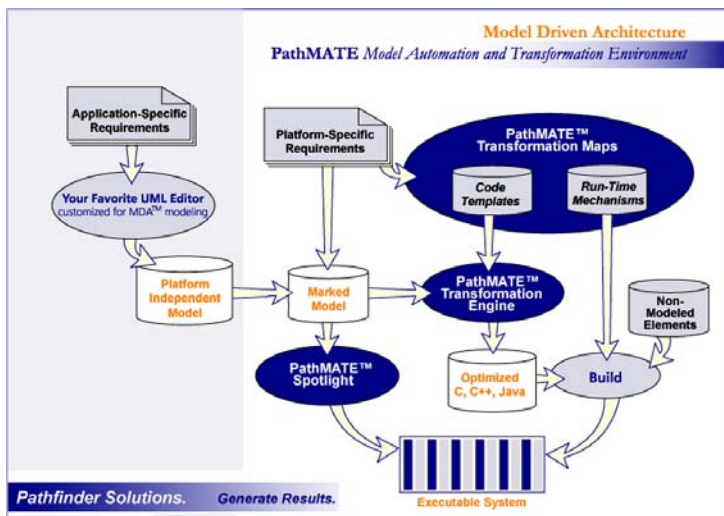 Model Driven Architecture
PathMATE Model Automation and Transformation Environment
Application-Specific
Requirements
Platform-Specific
Requirements
PathMATE™
Transformation Maps
Code
Templates
Run-Time
Mechanisms
Your Favorite UML Editor
customized for MDA™ modeling
Platform
Independent
Model
Marked
Model
PathMATE™
Transformation
Engine
Non-
Modeled
Elements
PathMATE™
Spotlight
Optimized
C, C++, Java
Build
Executable System
Pathfinder Solutions. Generate Results.